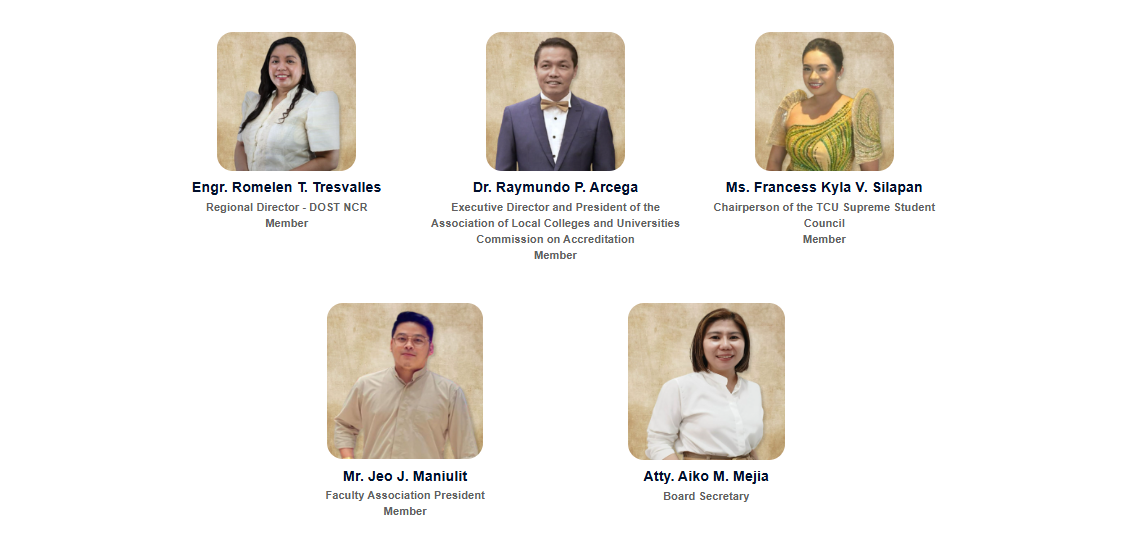 Engr. Romelen T. Tresvalles
Regional Director - DOST NCR
Member
Dr. Raymundo P. Arcega
Executive Director and President of the
Association of Local Colleges and Universities
Commission on Accreditation
Member
Ms. Francess Kyla V. Silapan
Chairperson of the TCU Supreme Student
Council
Member
Mr. Jeo J. Maniulit
Faculty Association President
Member
Atty. Aiko M. Mejia
Board Secretary